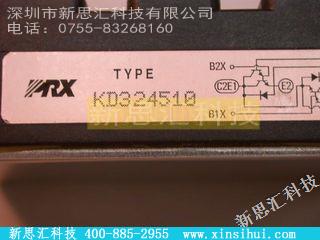 深圳市新思汇科技有限公司
电话：0755-83268160
TYPE
PRX
KD324510
B2X
C2E1
E2
B1X
新思汇科技
新思汇科技
新思汇科技 400-885-2955 www.xinsihui.com